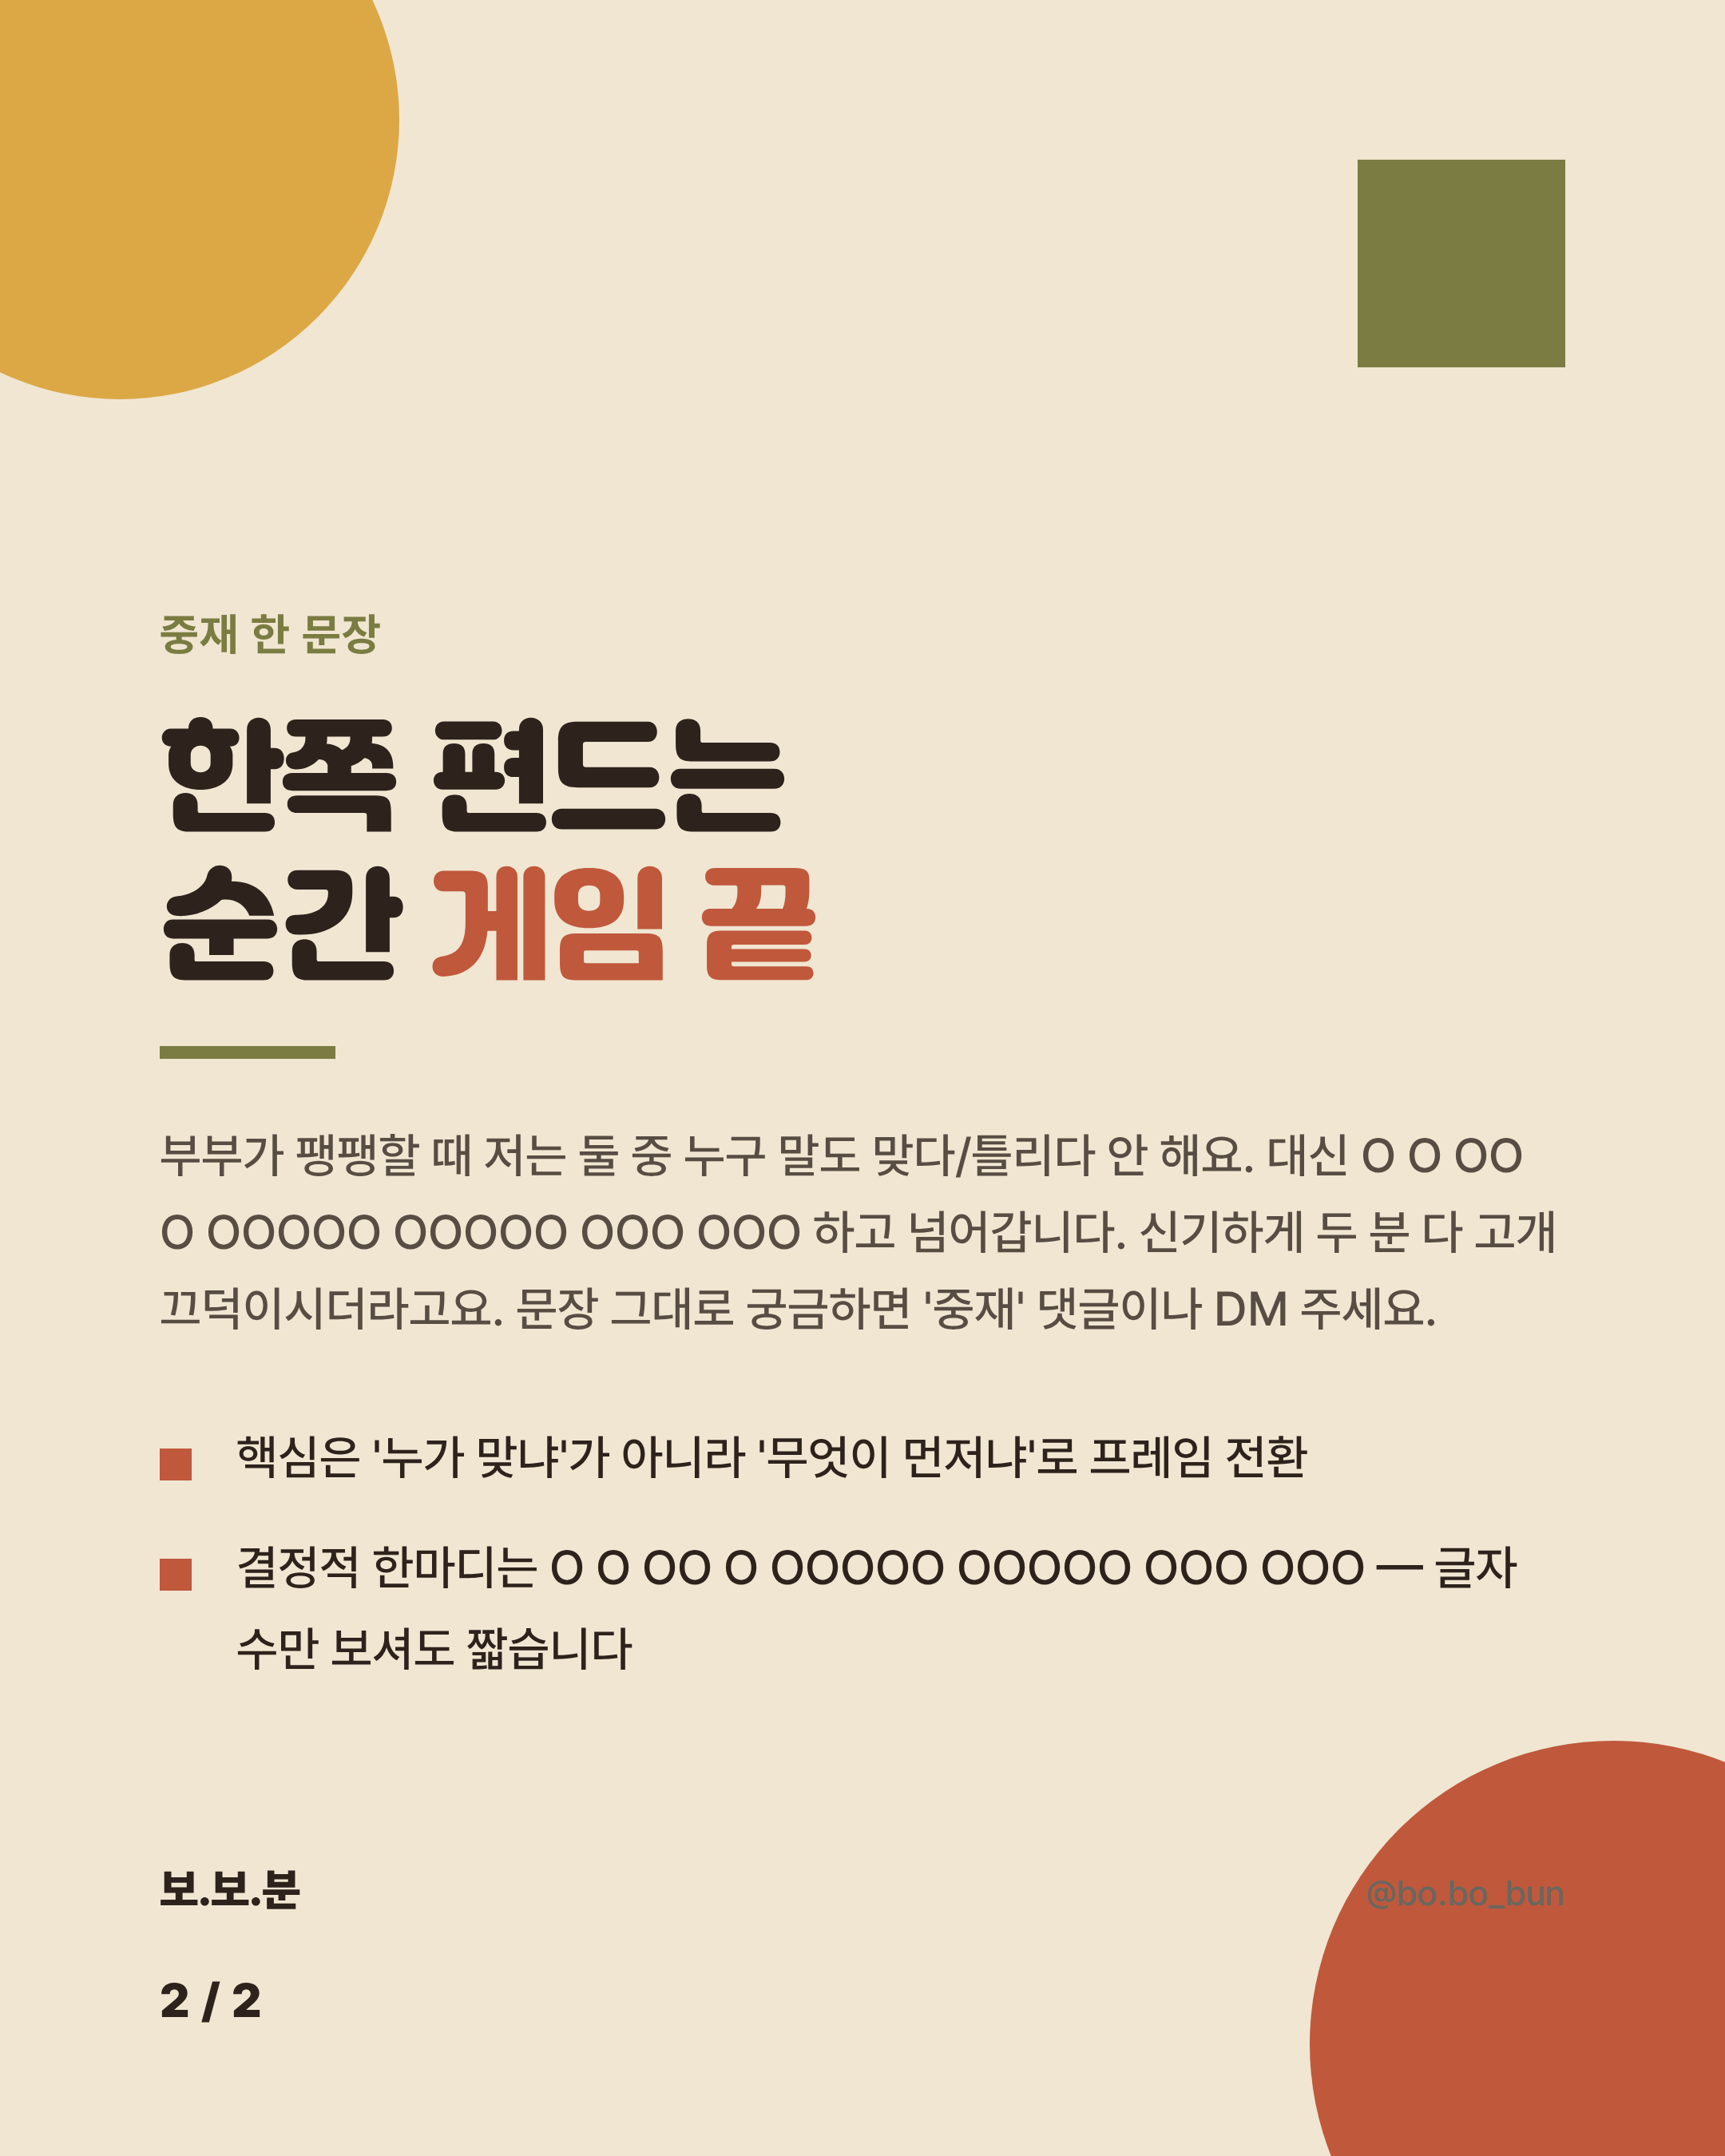 중재 한 문장
한쪽 편드는
순간 게임 끝
부부가 팽팽할 때 저는 둘 중 누구 말도 맞다/틀리다 안 해요. 대신 O O OO
O OOOOO OOOOO OOO OOO 하고 넘어갑니다. 신기하게 두 분 다 고개
끄덕이시더라고요. 문장 그대로 궁금하면 '중재' 댓글이나 DM 주세요.
핵심은 '누가 맞냐'가 아니라 '무엇이 먼저냐'로 프레임 전환
결정적 한마디는 O O OO O OOOOO OOOOO OOO OOO — 글자
수만 보셔도 짧습니다
보.보.분
@bo.bo_bun
2 / 2